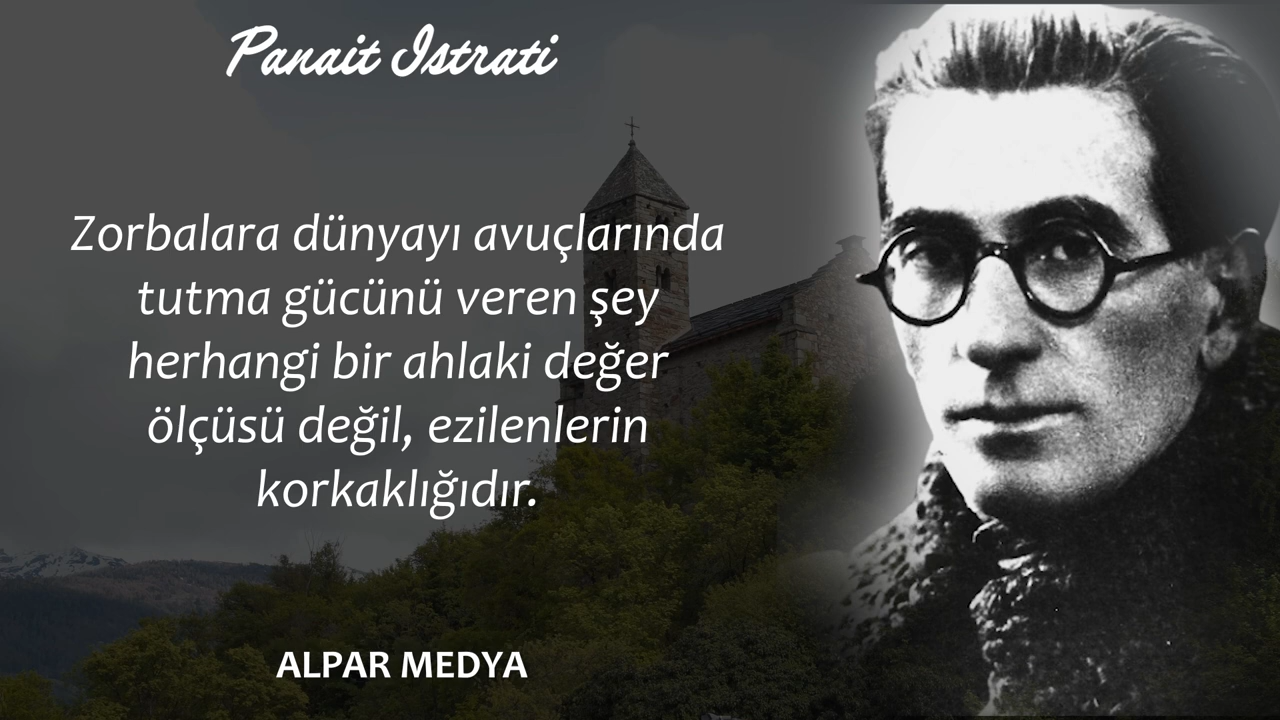 Panait Istrati
Zorbalara dünyayı avuçlarında
tutma gücünü veren şey
herhangi bir ahlaki değer
ölçüsü değil, ezilenlerin
korkaklığıdır.
ALPAR MEDYA